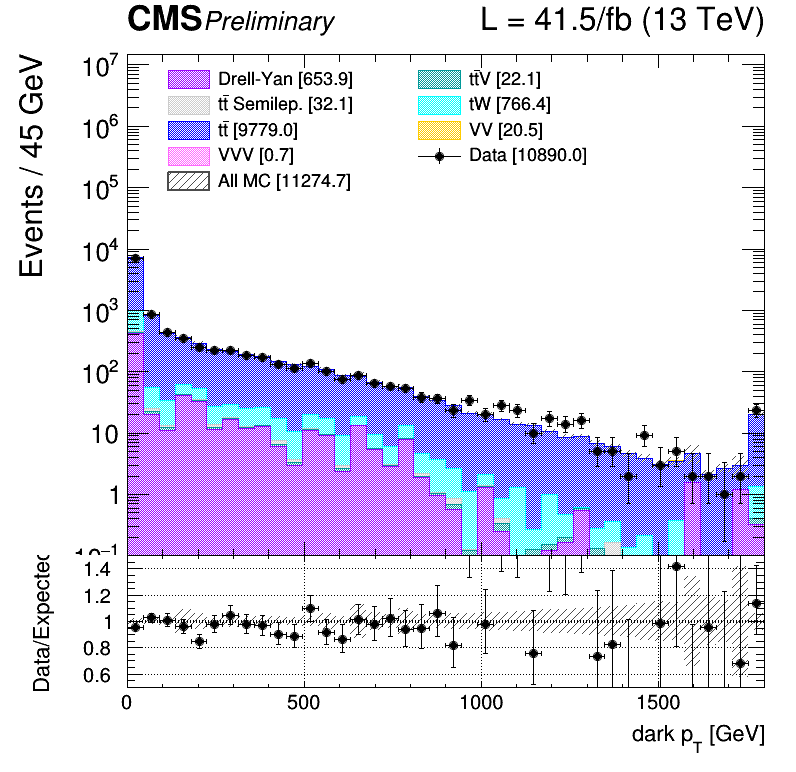 CMS Preliminary L = 41.5/fb (13 TeV)
Events / 45 GeV
10⁷
10⁶
10⁵
10⁴
10³
10²
10
1
10⁻¹
Drell-Yan [653.9]
tt̄ Semilep. [32.1]
tt̄ [9779.0]
VVV [0.7]
All MC [11274.7]
tt̄V [22.1]
tW [766.4]
VV [20.5]
Data [10890.0]
Data/Expected
1.4
1.2
1
0.8
0.6
0 500 1000 1500
dark p_T [GeV]